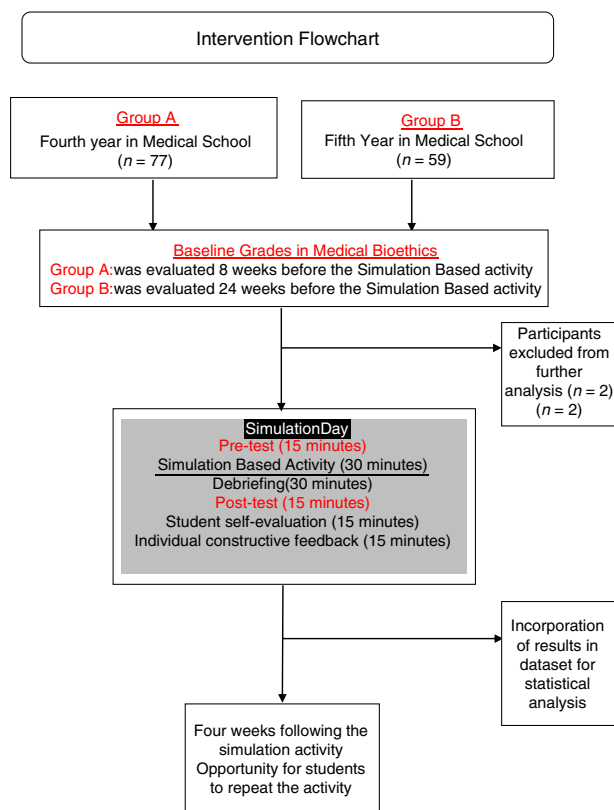 Intervention Flowchart
Group A
Fourth year in Medical School
(n = 77)
Group B
Fifth Year in Medical School
(n = 59)
Baseline Grades in Medical Bioethics
Group A:was evaluated 8 weeks before the Simulation Based activity
Group B:was evaluated 24 weeks before the Simulation Based activity
Participants
excluded from
further
analysis (n = 2)
(n = 2)
SimulationDay
Pre-test (15 minutes)
Simulation Based Activity (30 minutes)
Debriefing(30 minutes)
Post-test (15 minutes)
Student self-evaluation (15 minutes)
Individual constructive feedback (15 minutes)
Incorporation
of results in
dataset for
statistical
analysis
Four weeks following the
simulation activity
Opportunity for students
to repeat the activity